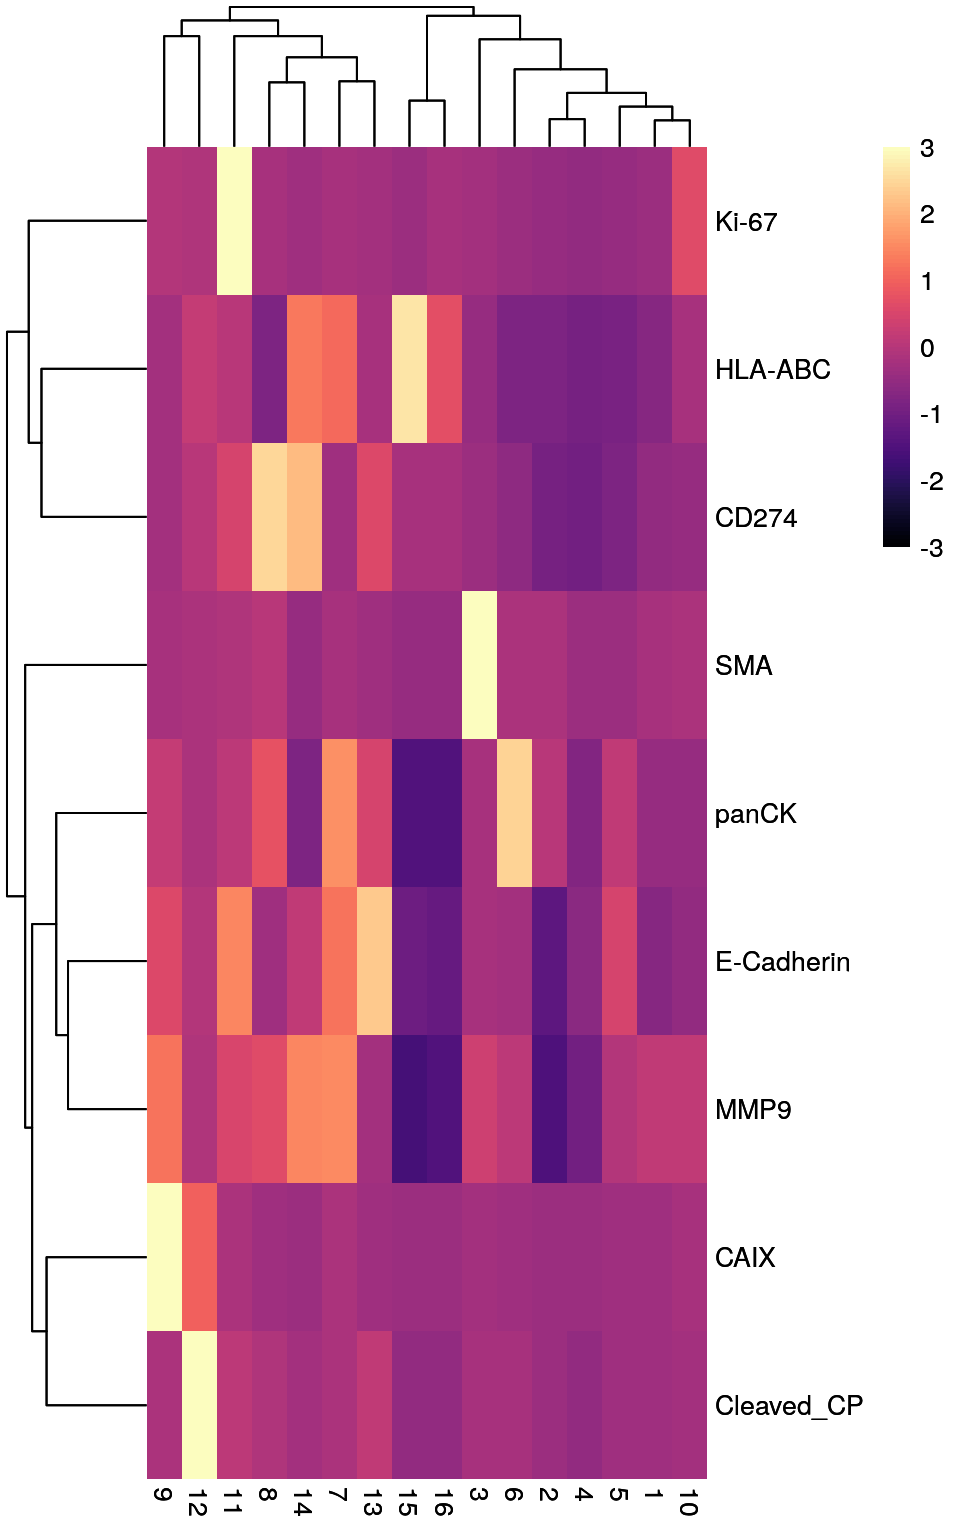 3
2
1
0
-1
-2
-3
Ki-67
HLA-ABC
CD274
SMA
panCK
E-Cadherin
MMP9
CAIX
Cleaved_CP
9 12 11 8 14 7 13 15 16 3 6 2 4 5 1 10